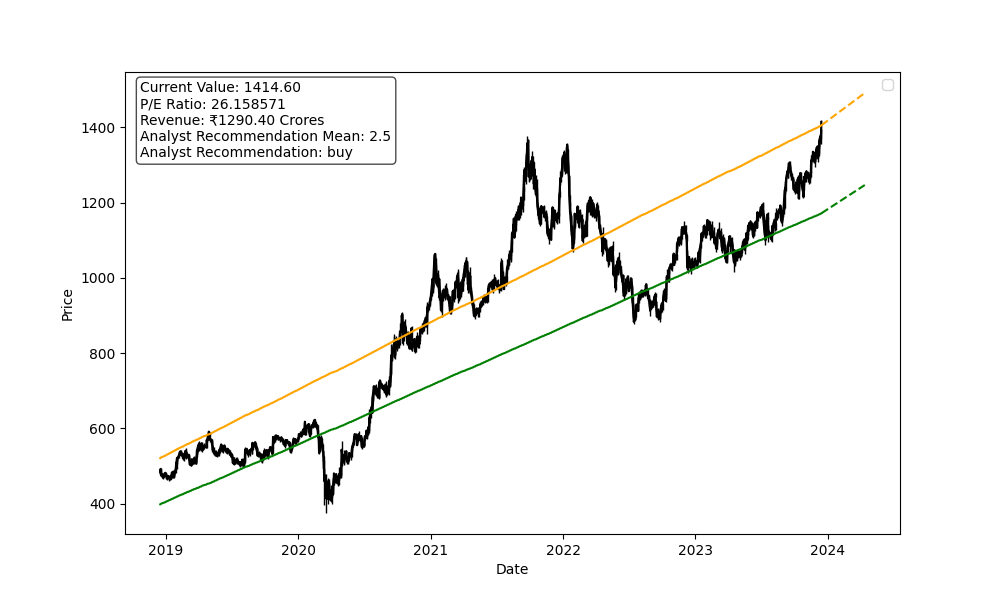 Current Value: 1414.60
P/E Ratio: 26.158571
Revenue: ₹1290.40 Crores
Analyst Recommendation Mean: 2.5
Analyst Recommendation: buy
1400
1200
1000
800
600
400
Price
2019 2020 2021 2022 2023 2024
Date